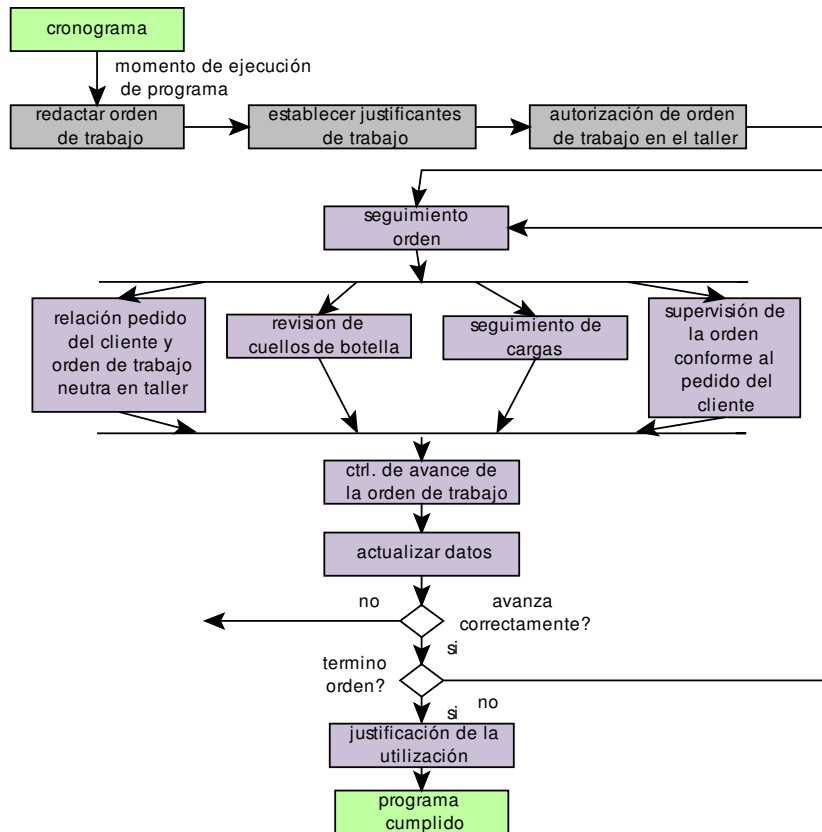 cronograma
momento de ejecución
de programa
redactar orden
de trabajo
establecer justificantes
de trabajo
autorización de orden
de trabajo en el taller
seguimiento
orden
relación pedido
del cliente y
orden de trabajo
neutra en taller
revisión de
cuellos de botella
seguimiento de
cargas
supervisión de
la orden
conforme al
pedido del
cliente
ctrl. de avance de
la orden de trabajo
actualizar datos
no
avanza
correctamente?
si
termino
orden?
no
si
justificación de la
utilización
programa
cumplido